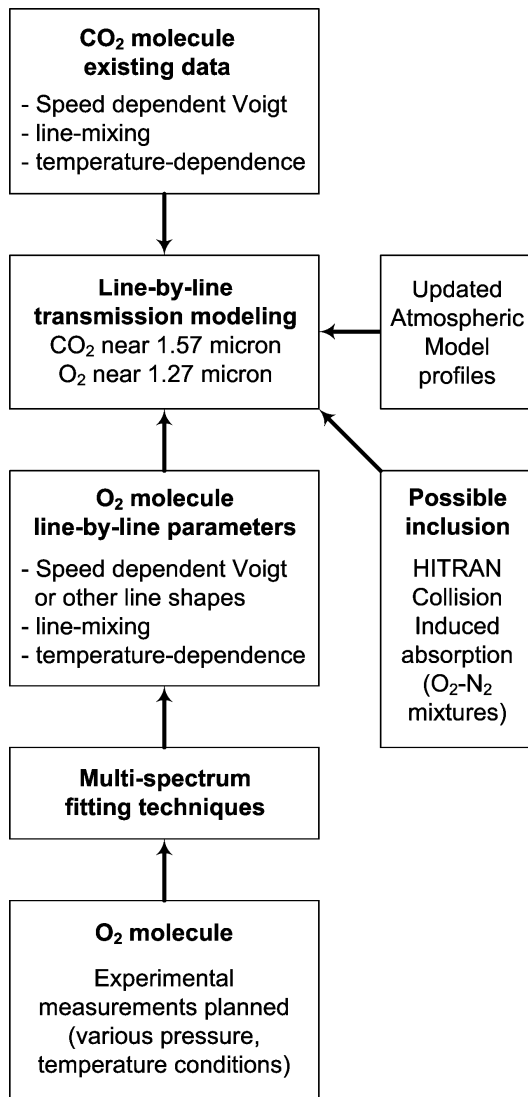 CO₂ molecule
existing data
- Speed dependent Voigt
- line-mixing
- temperature-dependence
Line-by-line
transmission modeling
CO₂ near 1.57 micron
O₂ near 1.27 micron
Updated
Atmospheric
Model
profiles
O₂ molecule
line-by-line parameters
- Speed dependent Voigt
or other line shapes
- line-mixing
- temperature-dependence
Possible
inclusion
HITRAN
Collision
Induced
absorption
(O₂-N₂
mixtures)
Multi-spectrum
fitting techniques
O₂ molecule
Experimental
measurements planned
(various pressure,
temperature conditions)